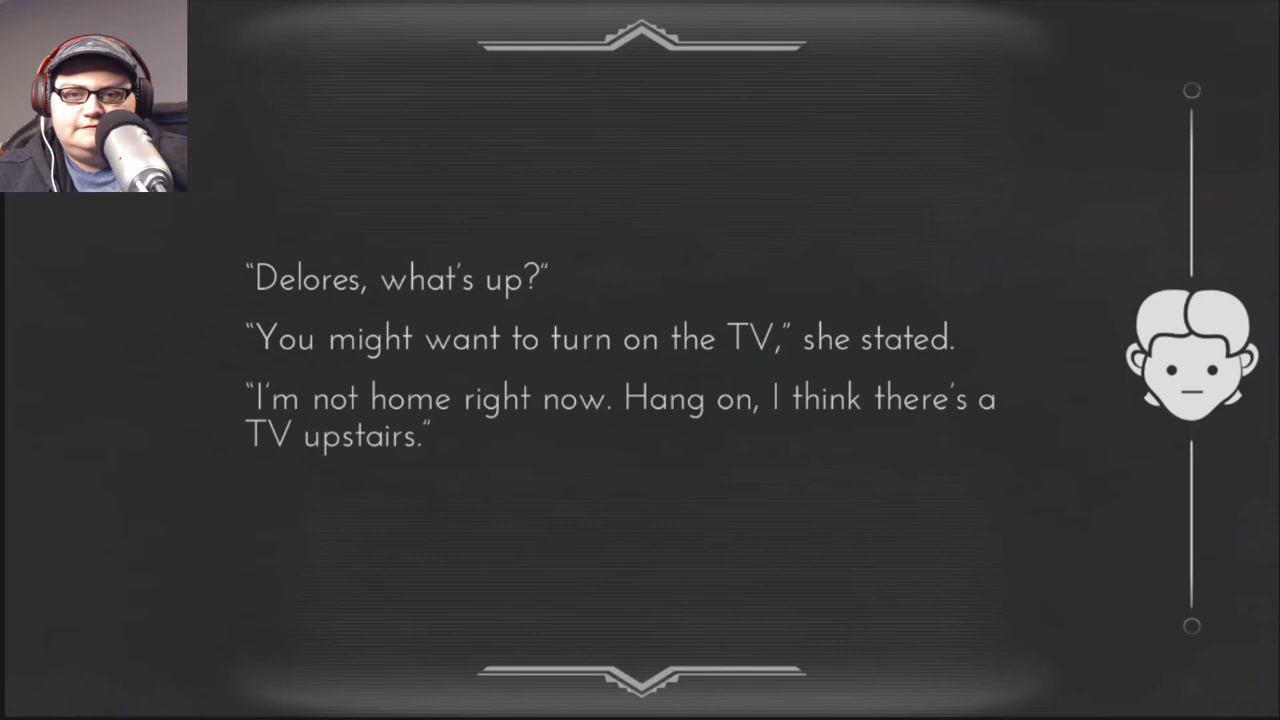 “Delores, what’s up?”
“You might want to turn on the TV,” she stated.
“I’m not home right now. Hang on, I think there’s a
TV upstairs.”